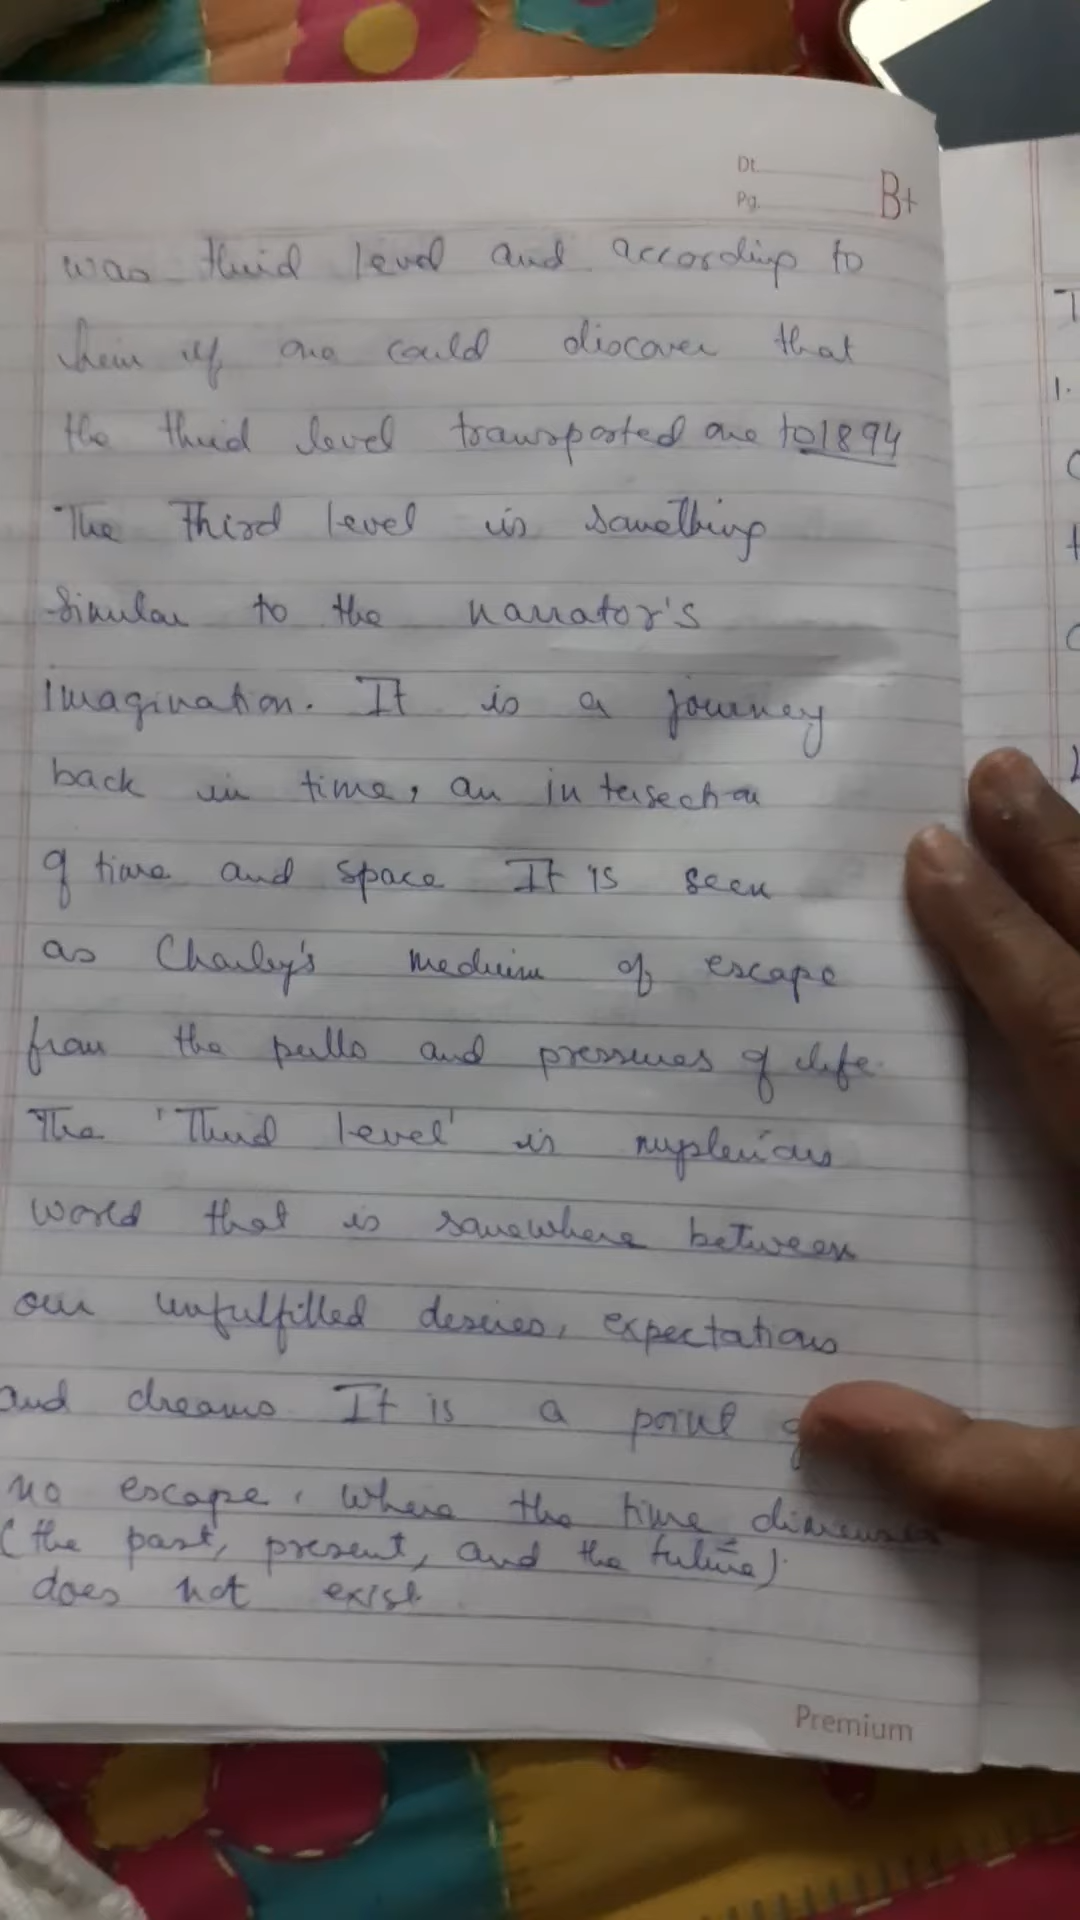 Dt.
Pg.
B+
was third level and according to
him if one could discover that
the third level transported one to 1894
The Third level is something
Similar to the narrator's
imagination. It is a journey
back in time, an intersection
of time and space It is seen
as Charley's medicine of escape
from the pulls and pressures of life.
The 'Third level' is mysterious
world that is somewhere between
our unfulfilled desires, expectations
and dreams It is a point
no escape, where the time
(the past, present, and the future).
does not exist.
Premium
1.